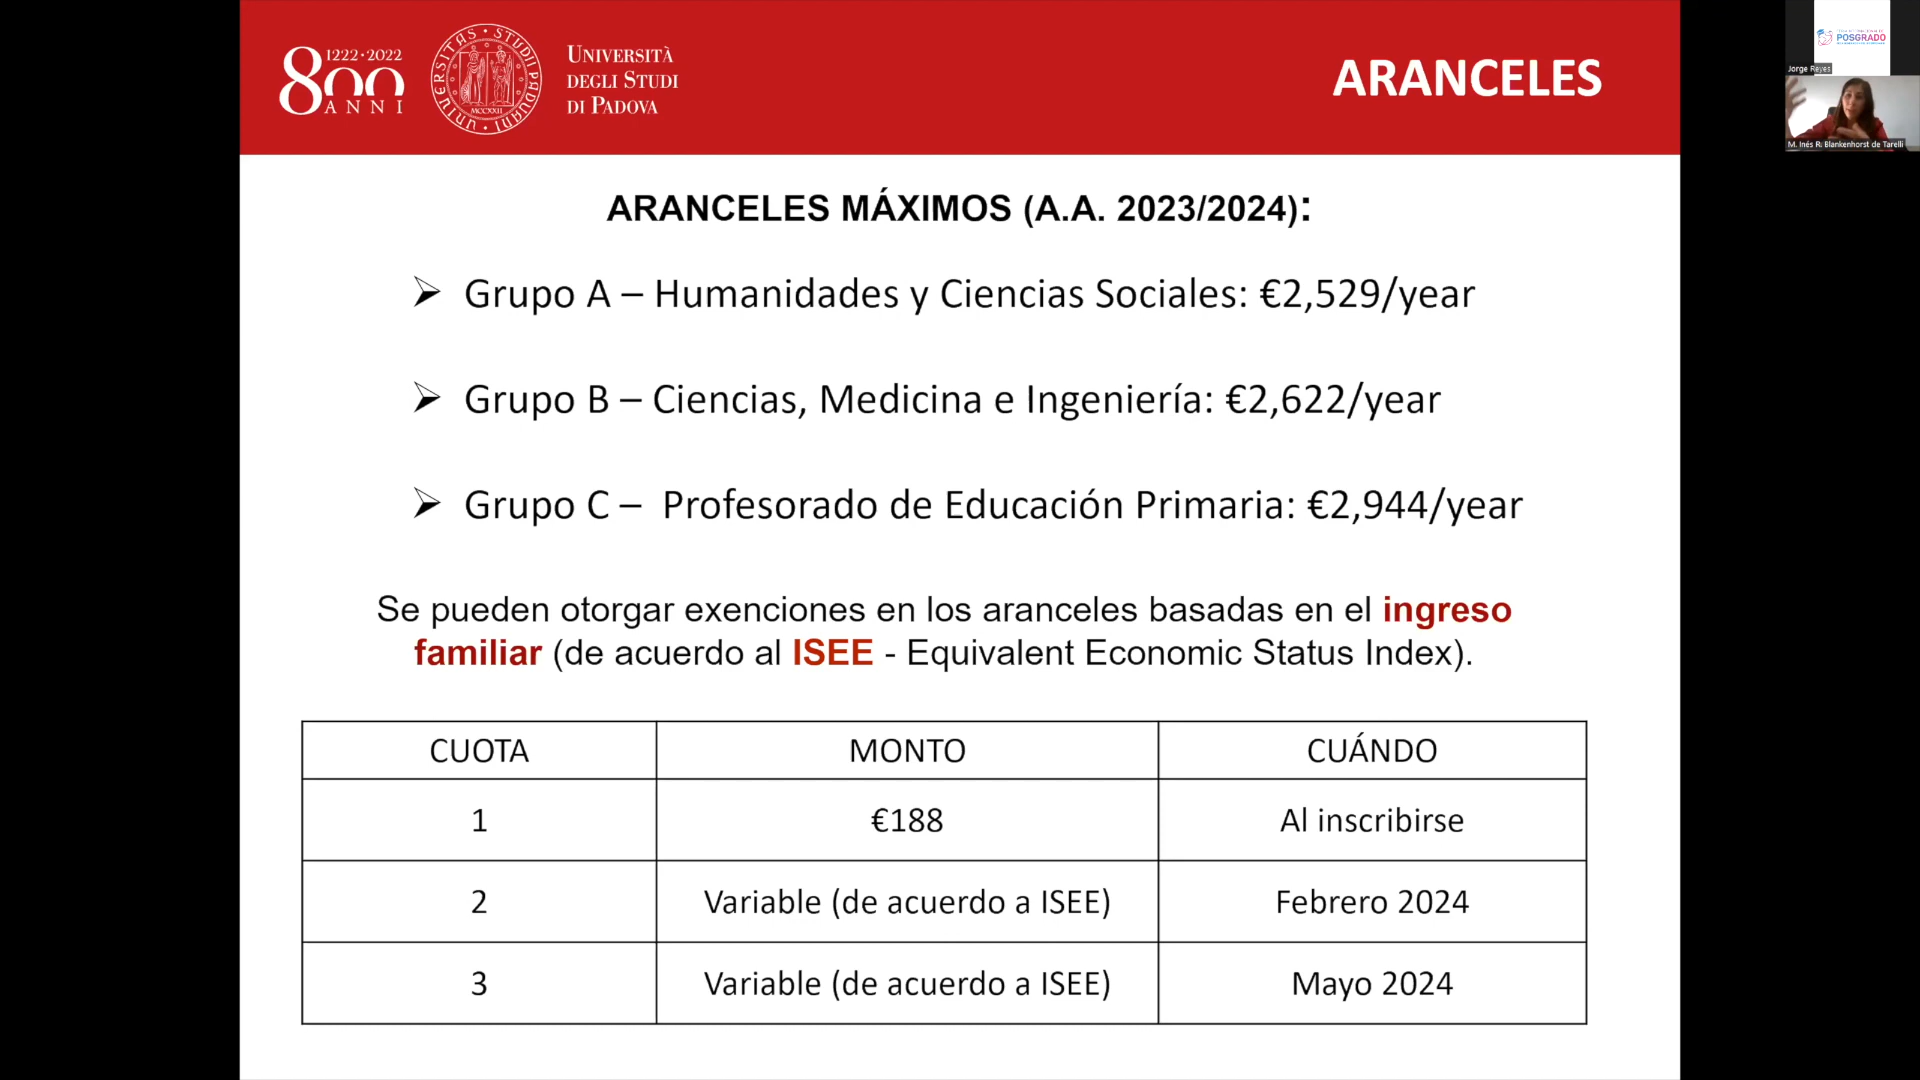 800
1222·2022
ANNI
UNIVERSITAS · STUDII PADUANI ·
MCCXXII
UNIVERSITÀ
DEGLI STUDI
DI PADOVA
ARANCELES
POSGRADO
Jorge Reyes
M. Inés R. Blankenhorst de Tarelli
ARANCELES MÁXIMOS (A.A. 2023/2024):
➢ Grupo A – Humanidades y Ciencias Sociales: €2,529/year
➢ Grupo B – Ciencias, Medicina e Ingeniería: €2,622/year
➢ Grupo C – Profesorado de Educación Primaria: €2,944/year
Se pueden otorgar exenciones en los aranceles basadas en el ingreso
familiar (de acuerdo al ISEE - Equivalent Economic Status Index).
CUOTA MONTO CUÁNDO
1 €188 Al inscribirse
2 Variable (de acuerdo a ISEE) Febrero 2024
3 Variable (de acuerdo a ISEE) Mayo 2024